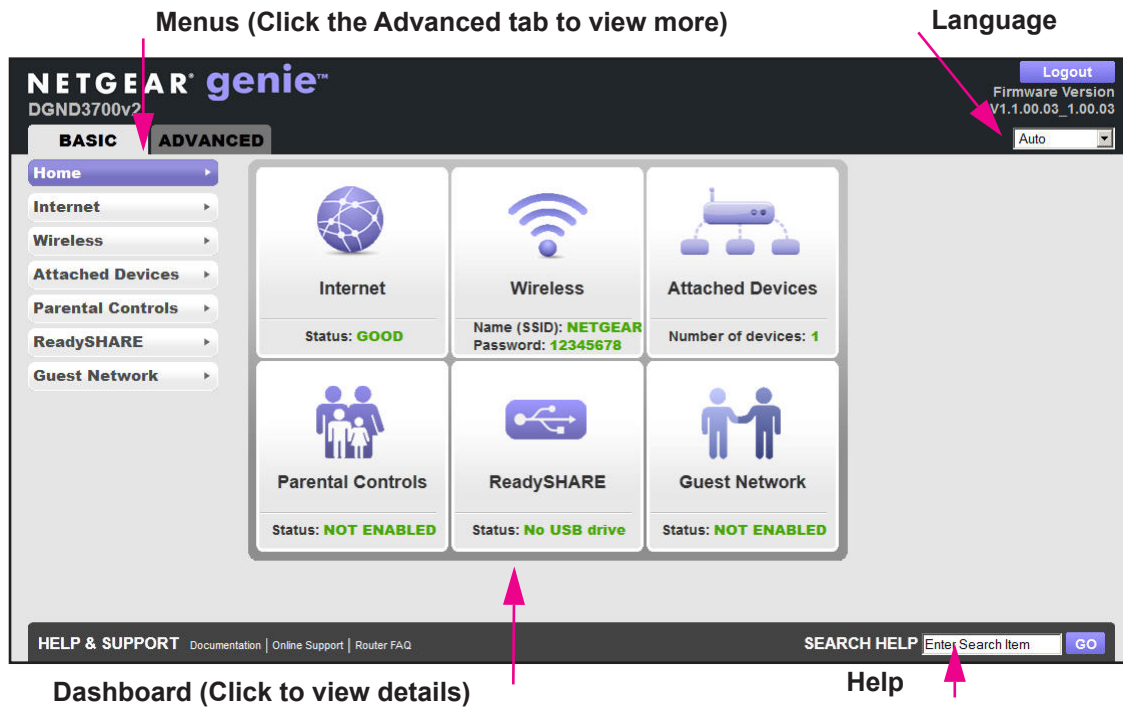 Menus (Click the Advanced tab to view more)
Language
NETGEAR® genie™
DGND3700v2
Logout
Firmware Version
V1.1.00.03_1.00.03
BASIC
ADVANCED
Auto
Home
Internet
Wireless
Attached Devices
Parental Controls
ReadySHARE
Guest Network
Internet
Status: GOOD
Wireless
Name (SSID): NETGEAR
Password: 12345678
Attached Devices
Number of devices: 1
Parental Controls
Status: NOT ENABLED
ReadySHARE
Status: No USB drive
Guest Network
Status: NOT ENABLED
HELP & SUPPORT Documentation | Online Support | Router FAQ
SEARCH HELP Enter Search Item GO
Dashboard (Click to view details)
Help